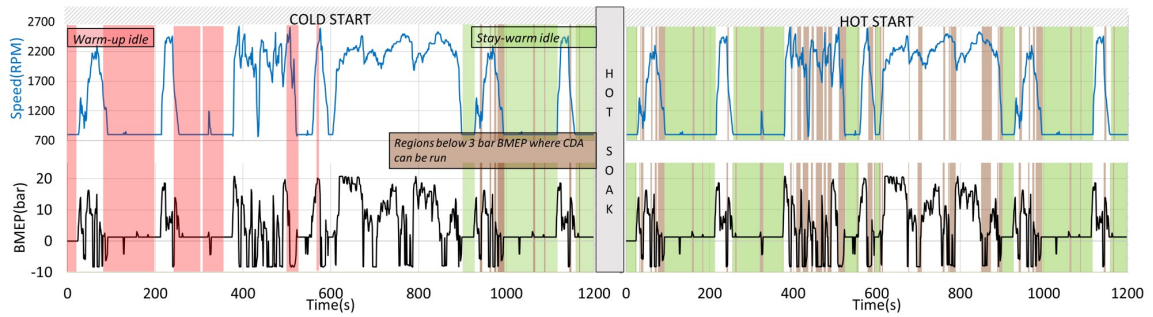 COLD START
HOT START
Warm-up idle
Stay-warm idle
Speed(RPM)
2700
2200
1700
1200
700
Regions below 3 bar BMEP where CDA
can be run
HOT SOAK
BMEP(bar)
20
10
0
-10
0 200 400 600 800 1000 1200
Time(s)
0 200 400 600 800 1000 1200
Time(s)